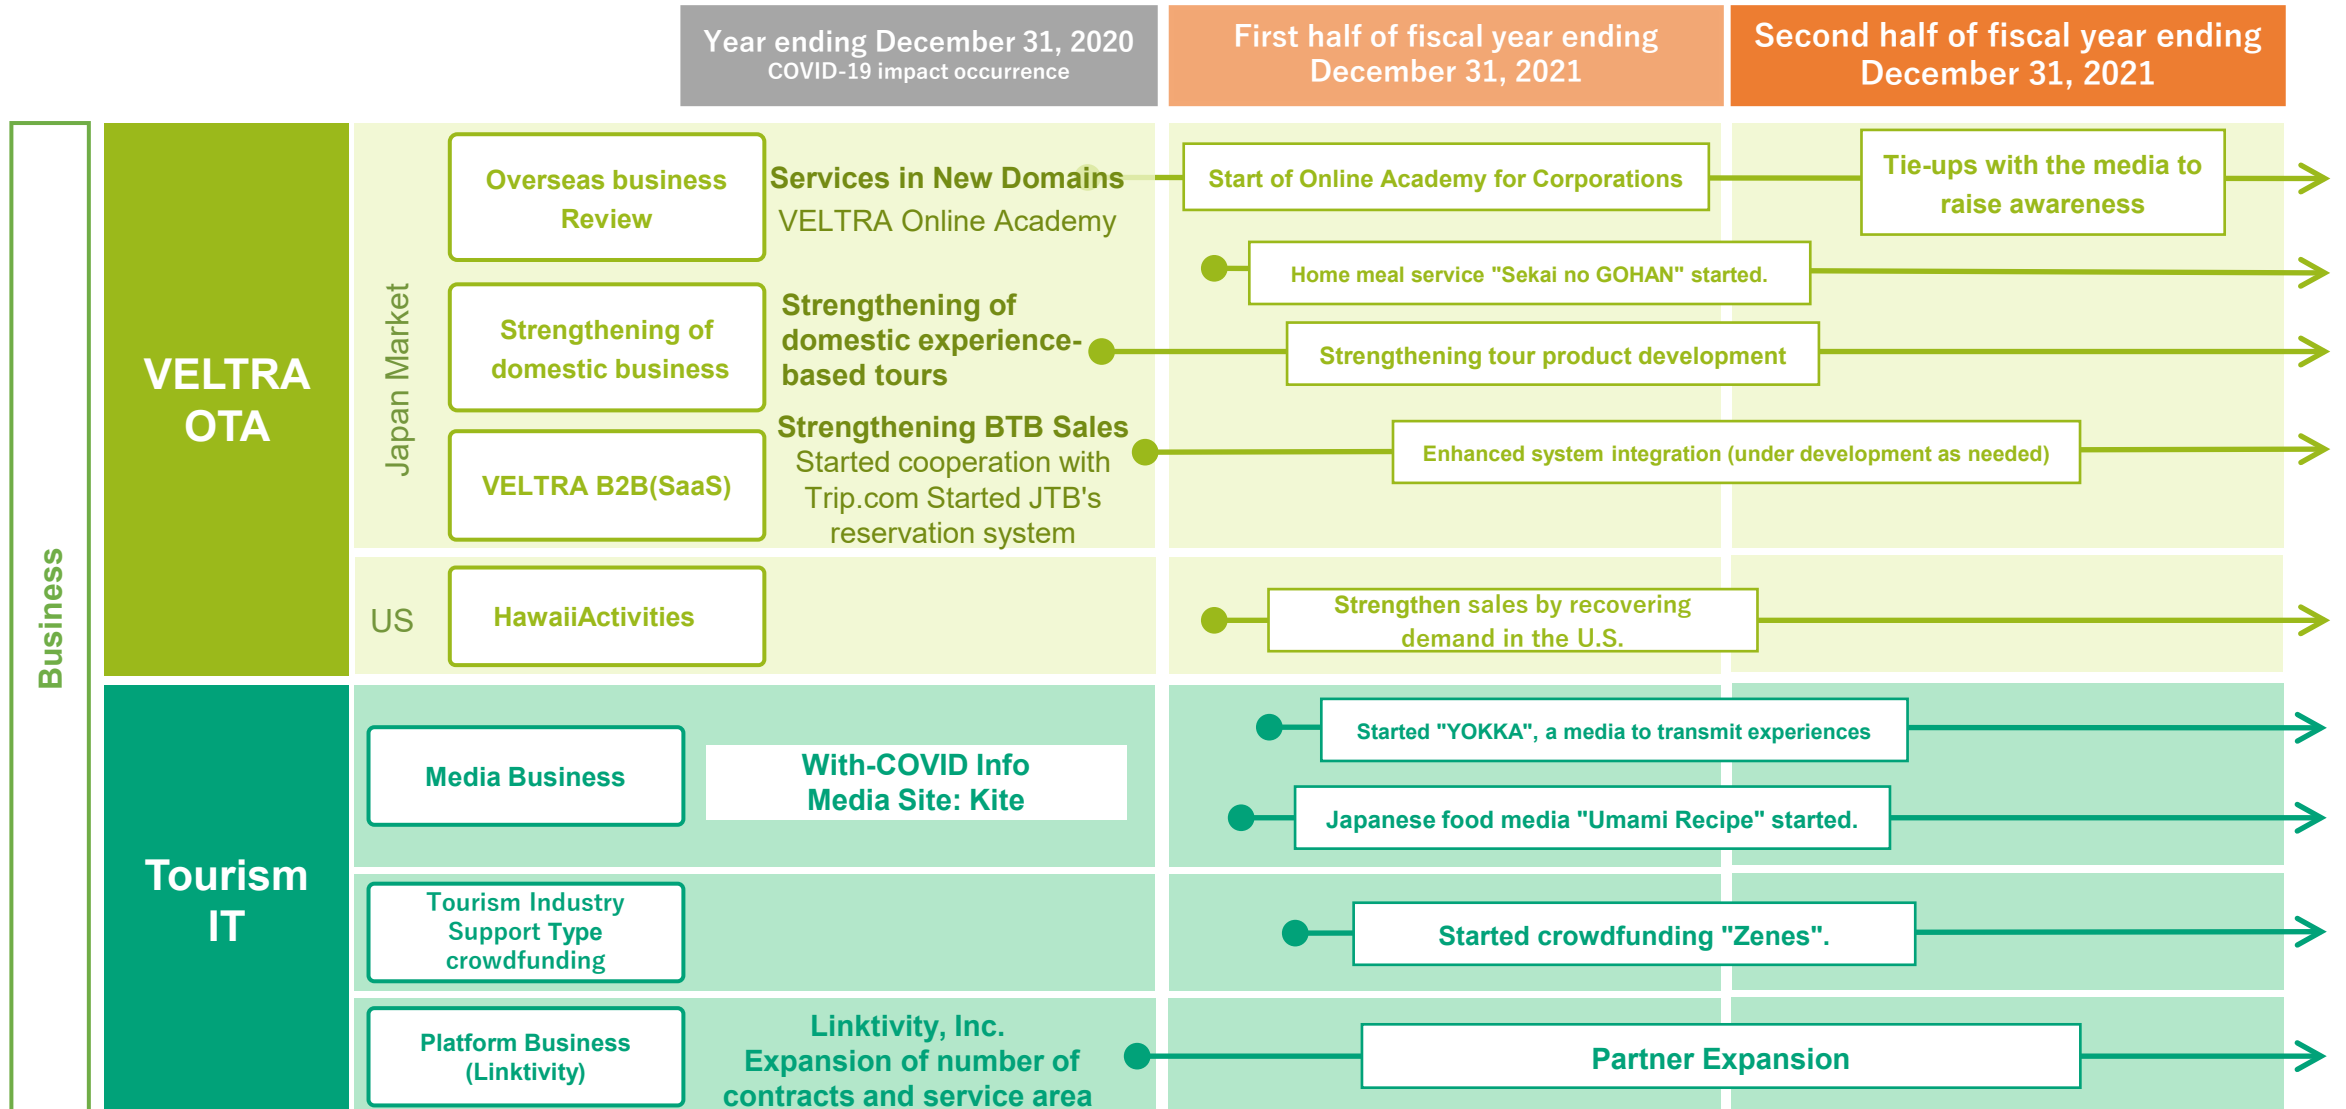 Year ending December 31, 2020
COVID-19 impact occurrence
First half of fiscal year ending
December 31, 2021
Second half of fiscal year ending
December 31, 2021
Business
VELTRA
OTA
Japan Market
Overseas business
Review
Services in New Domains
VELTRA Online Academy
Start of Online Academy for Corporations
Tie-ups with the media to
raise awareness
Home meal service "Sekai no GOHAN" started.
Strengthening of
domestic business
Strengthening of
domestic experience-
based tours
Strengthening tour product development
VELTRA B2B(SaaS)
Strengthening BTB Sales
Started cooperation with
Trip.com Started JTB's
reservation system
Enhanced system integration (under development as needed)
US
HawaiiActivities
Strengthen sales by recovering
demand in the U.S.
Tourism
IT
Media Business
With-COVID Info
Media Site: Kite
Started "YOKKA", a media to transmit experiences
Japanese food media "Umami Recipe" started.
Tourism Industry
Support Type
crowdfunding
Started crowdfunding "Zenes".
Platform Business
(Linktivity)
Linktivity, Inc.
Expansion of number of
contracts and service area
Partner Expansion